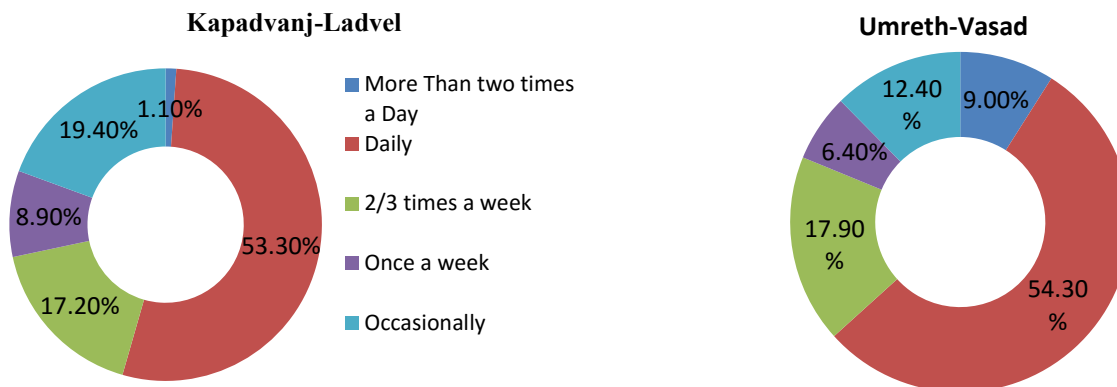 Kapadvanj-Ladvel
1.10%
53.30%
17.20%
8.90%
19.40%
More Than two times
a Day
Daily
2/3 times a week
Once a week
Occasionally
Umreth-Vasad
9.00%
54.30
%
17.90
%
6.40%
12.40
%